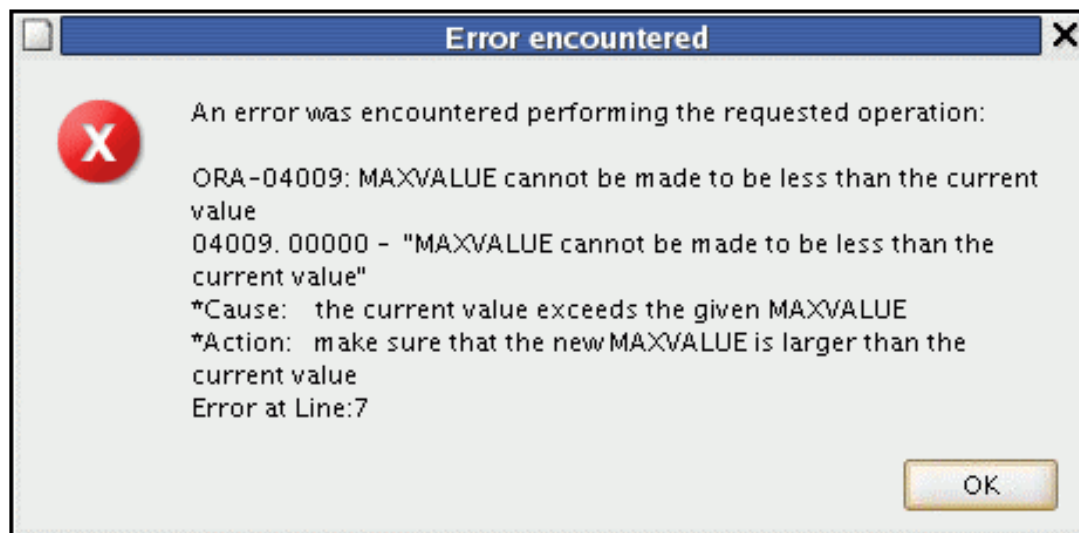 Error encountered
An error was encountered performing the requested operation:
ORA-04009: MAXVALUE cannot be made to be less than the current
value
04009. 00000 - "MAXVALUE cannot be made to be less than the
current value"
*Cause: the current value exceeds the given MAXVALUE
*Action: make sure that the new MAXVALUE is larger than the
current value
Error at Line:7
OK